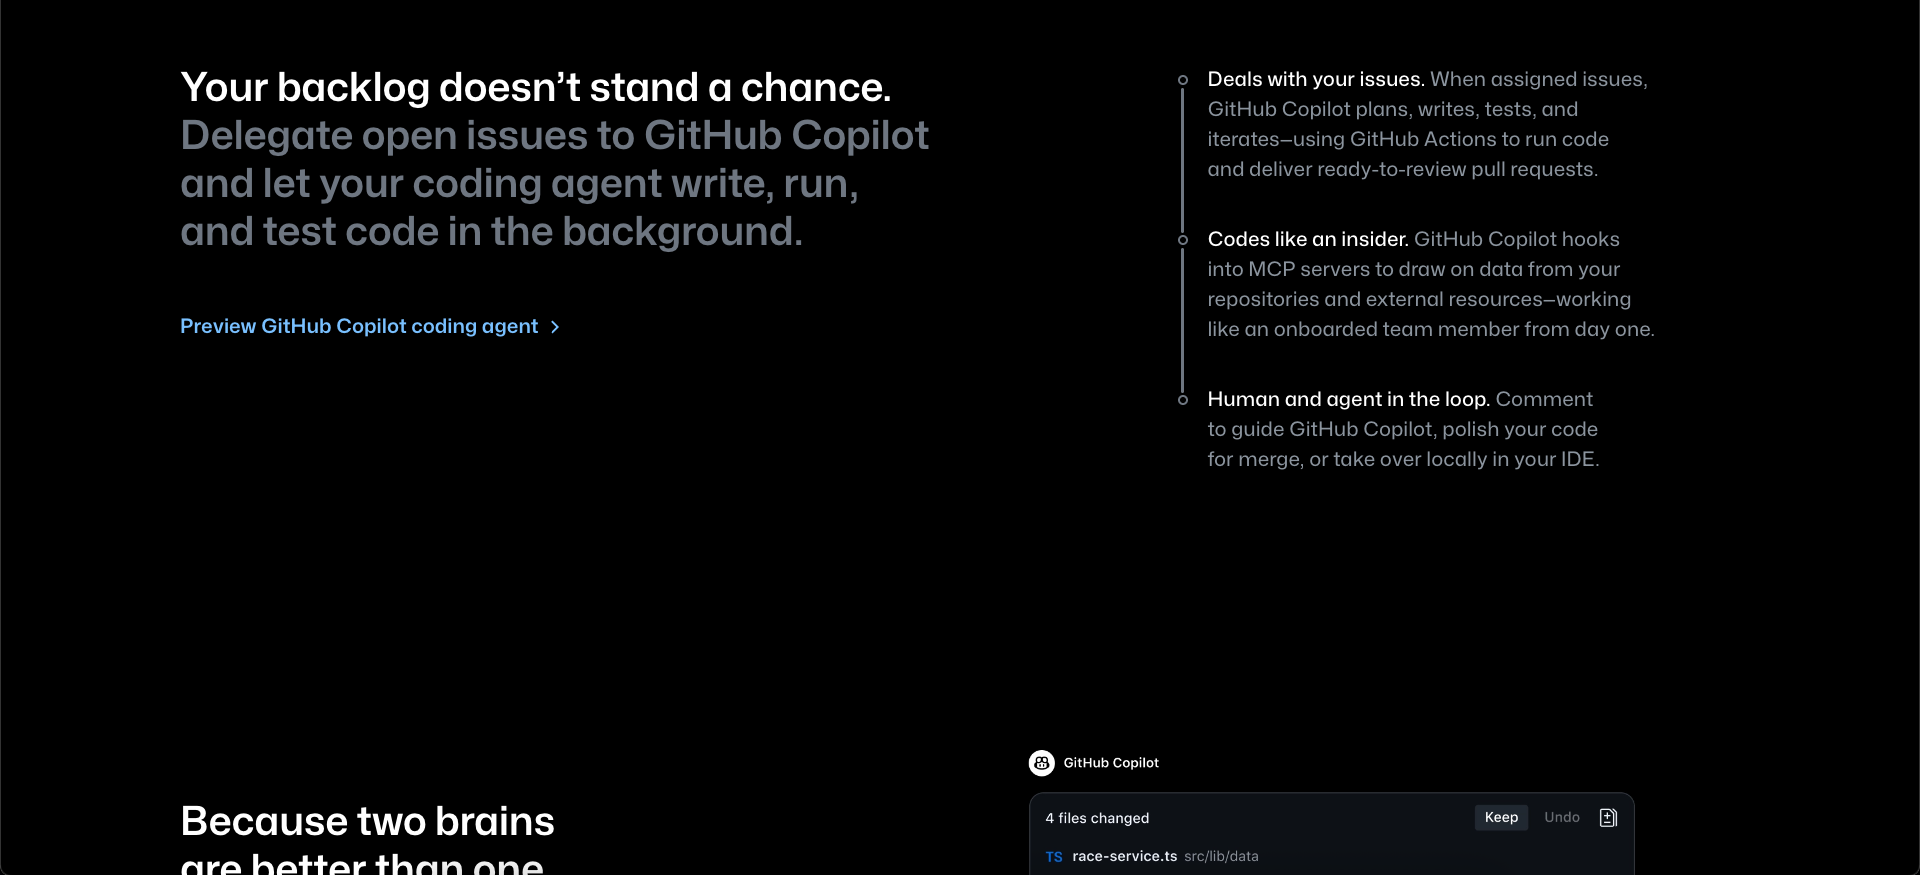 Your backlog doesn’t stand a chance.
Delegate open issues to GitHub Copilot
and let your coding agent write, run,
and test code in the background.
Preview GitHub Copilot coding agent
Deals with your issues. When assigned issues,
GitHub Copilot plans, writes, tests, and
iterates—using GitHub Actions to run code
and deliver ready-to-review pull requests.
Codes like an insider. GitHub Copilot hooks
into MCP servers to draw on data from your
repositories and external resources—working
like an onboarded team member from day one.
Human and agent in the loop. Comment
to guide GitHub Copilot, polish your code
for merge, or take over locally in your IDE.
Because two brains
are better than one
GitHub Copilot
4 files changed
Keep
Undo
TS race-service.ts src/lib/data